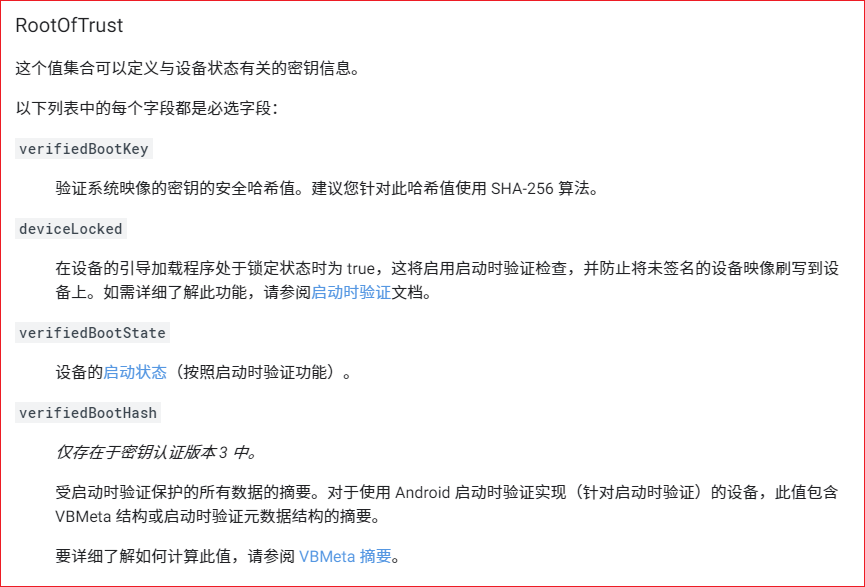 RootOfTrust
这个值集合可以定义与设备状态有关的密钥信息。
以下列表中的每个字段都是必选字段：
verifiedBootKey
验证系统映像的密钥的安全哈希值。建议您针对此哈希值使用 SHA-256 算法。
deviceLocked
在设备的引导加载程序处于锁定状态时为 true，这将启用启动时验证检查，并防止将未签名的设备映像刷写到设
备上。如需详细了解此功能，请参阅启动时验证文档。
verifiedBootState
设备的启动状态（按照启动时验证功能）。
verifiedBootHash
仅存在于密钥认证版本 3 中。
受启动时验证保护的所有数据的摘要。对于使用 Android 启动时验证实现（针对启动时验证）的设备，此值包含
VBMeta 结构或启动时验证元数据结构的摘要。
要详细了解如何计算此值，请参阅 VBMeta 摘要。